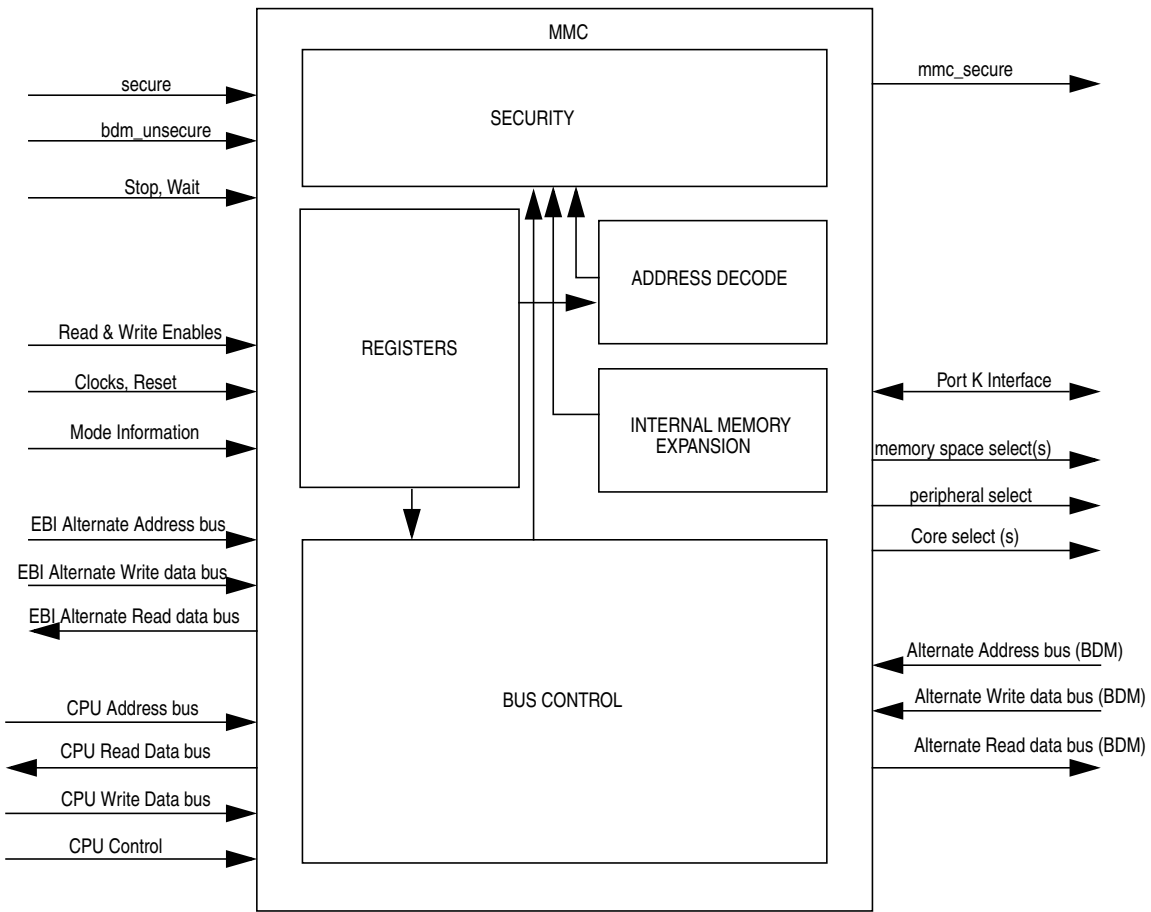 MMC
secure
bdm_unsecure
Stop, Wait
Read & Write Enables
Clocks, Reset
Mode Information
EBI Alternate Address bus
EBI Alternate Write data bus
EBI Alternate Read data bus
CPU Address bus
CPU Read Data bus
CPU Write Data bus
CPU Control
SECURITY
REGISTERS
ADDRESS DECODE
INTERNAL MEMORY
EXPANSION
BUS CONTROL
mmc_secure
Port K Interface
memory space select(s)
peripheral select
Core select (s)
Alternate Address bus (BDM)
Alternate Write data bus (BDM)
Alternate Read data bus (BDM)